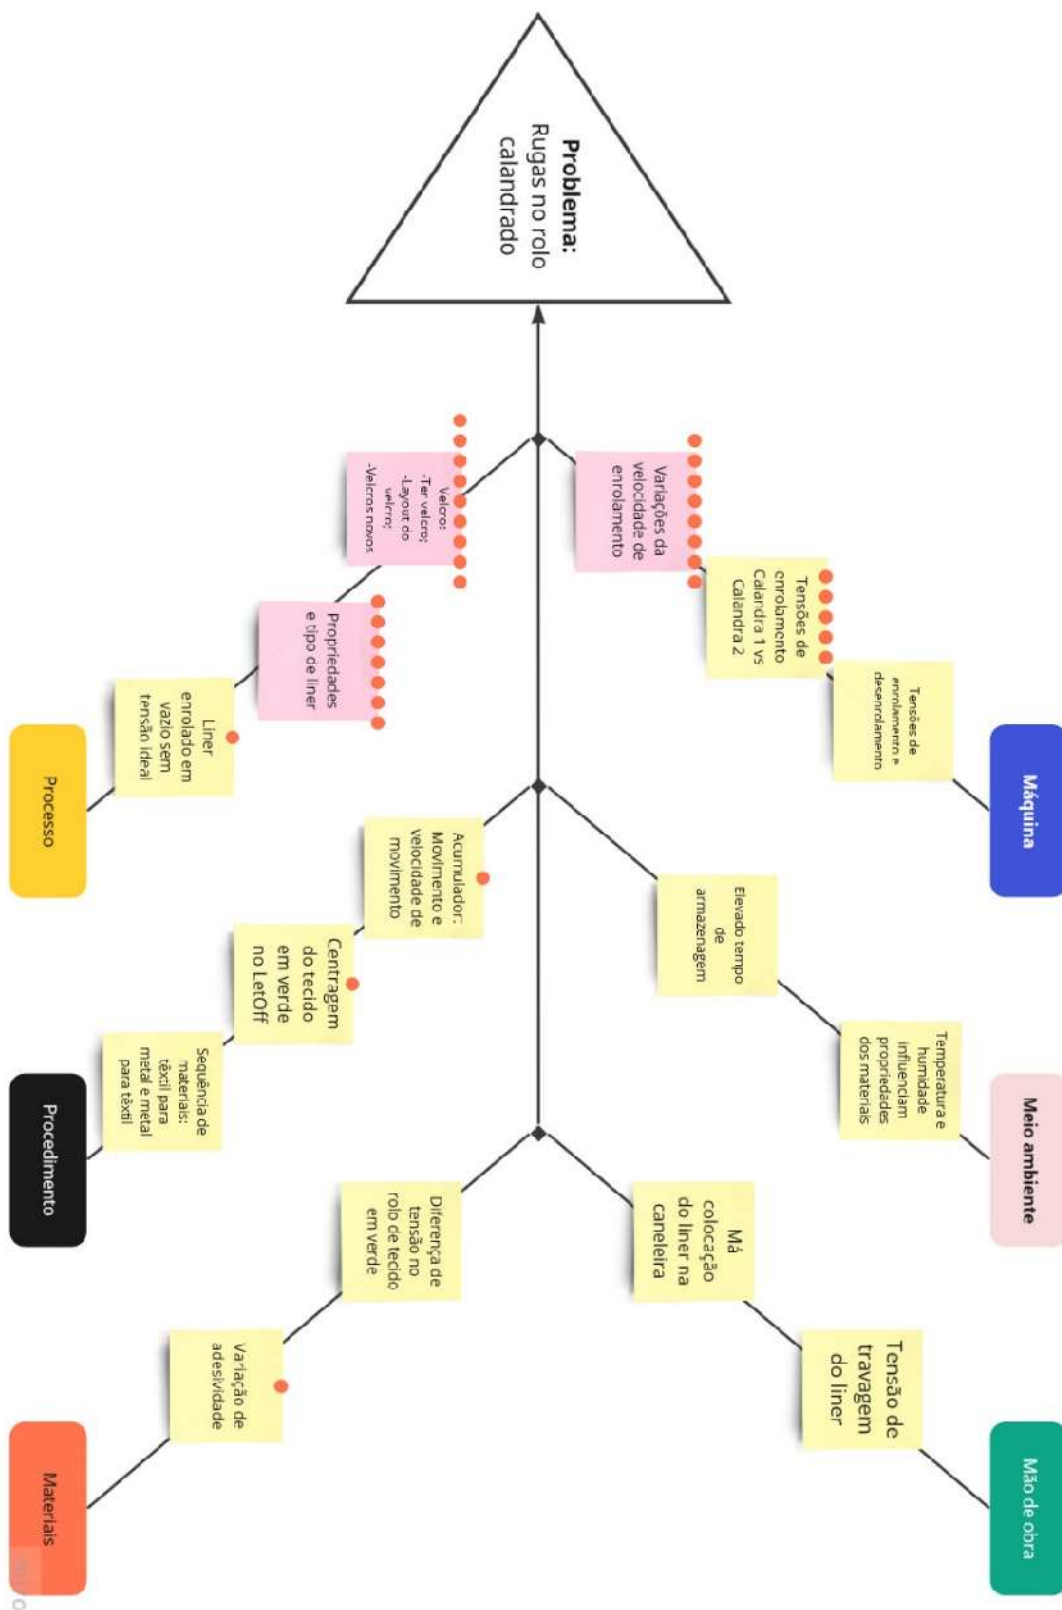 Problema:
Rugas no rolo
calandrado
Máquina
Meio ambiente
Mão de obra
Tensões de
enrolamento e
desenrolamento
Tensões de
enrolamento
Calandra 1 vs
Calandra 2
Variações da
velocidade de
enrolamento
Temperatura e
humidade
influenciam
propriedades
dos materiais
Elevado tempo
de
armazenagem
Tensão de
travagem
do liner
Má
colocação
do liner na
caneleira
Velcro:
-Ter velcro;
-Layout do
velcro;
-Velcros novos
Propriedades
e tipo de liner
Liner
enrolado em
vazio sem
tensão ideal
Acumulador:
Movimento e
velocidade de
movimento
Centragem
do tecido
em verde
no LetOff
Sequência de
materiais:
têxtil para
metal e metal
para têxtil
Diferença de
tensão no
rolo de tecido
em verde
Variação de
adesividade
Processo
Procedimento
Materiais